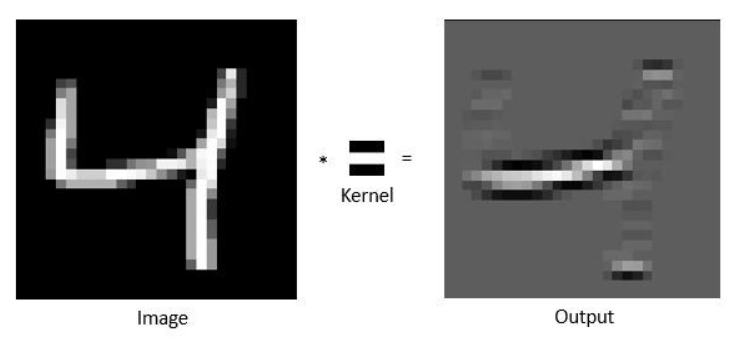 * =
Kernel
Image
Output